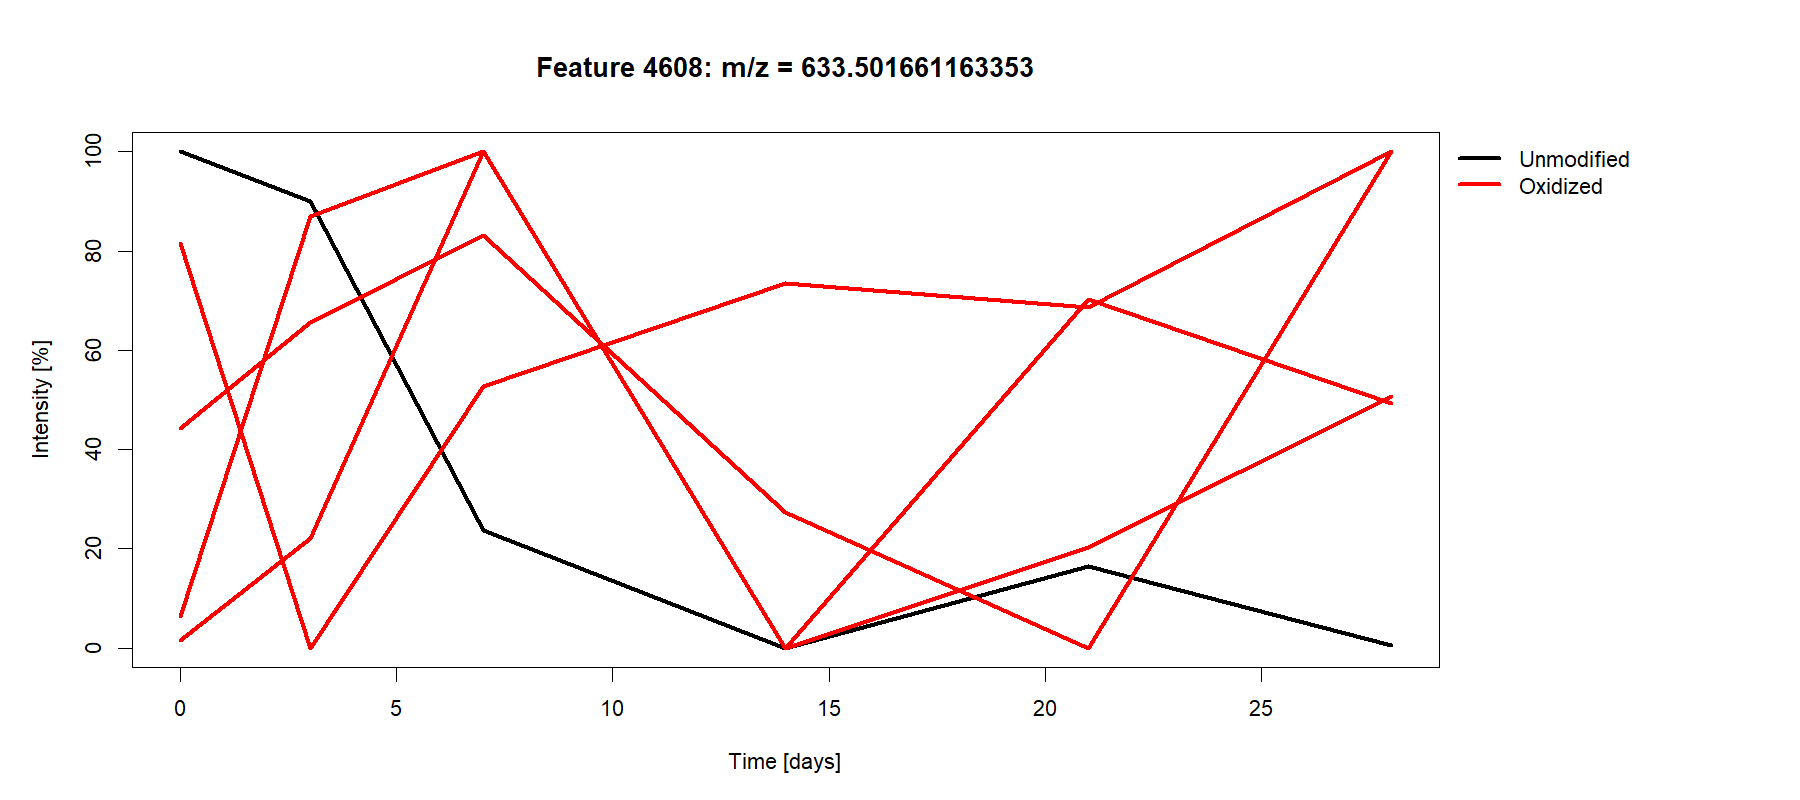 Feature 4608: m/z = 633.501661163353
Unmodified
Oxidized
Intensity [%]
100
80
60
40
20
0
0 5 10 15 20 25
Time [days]